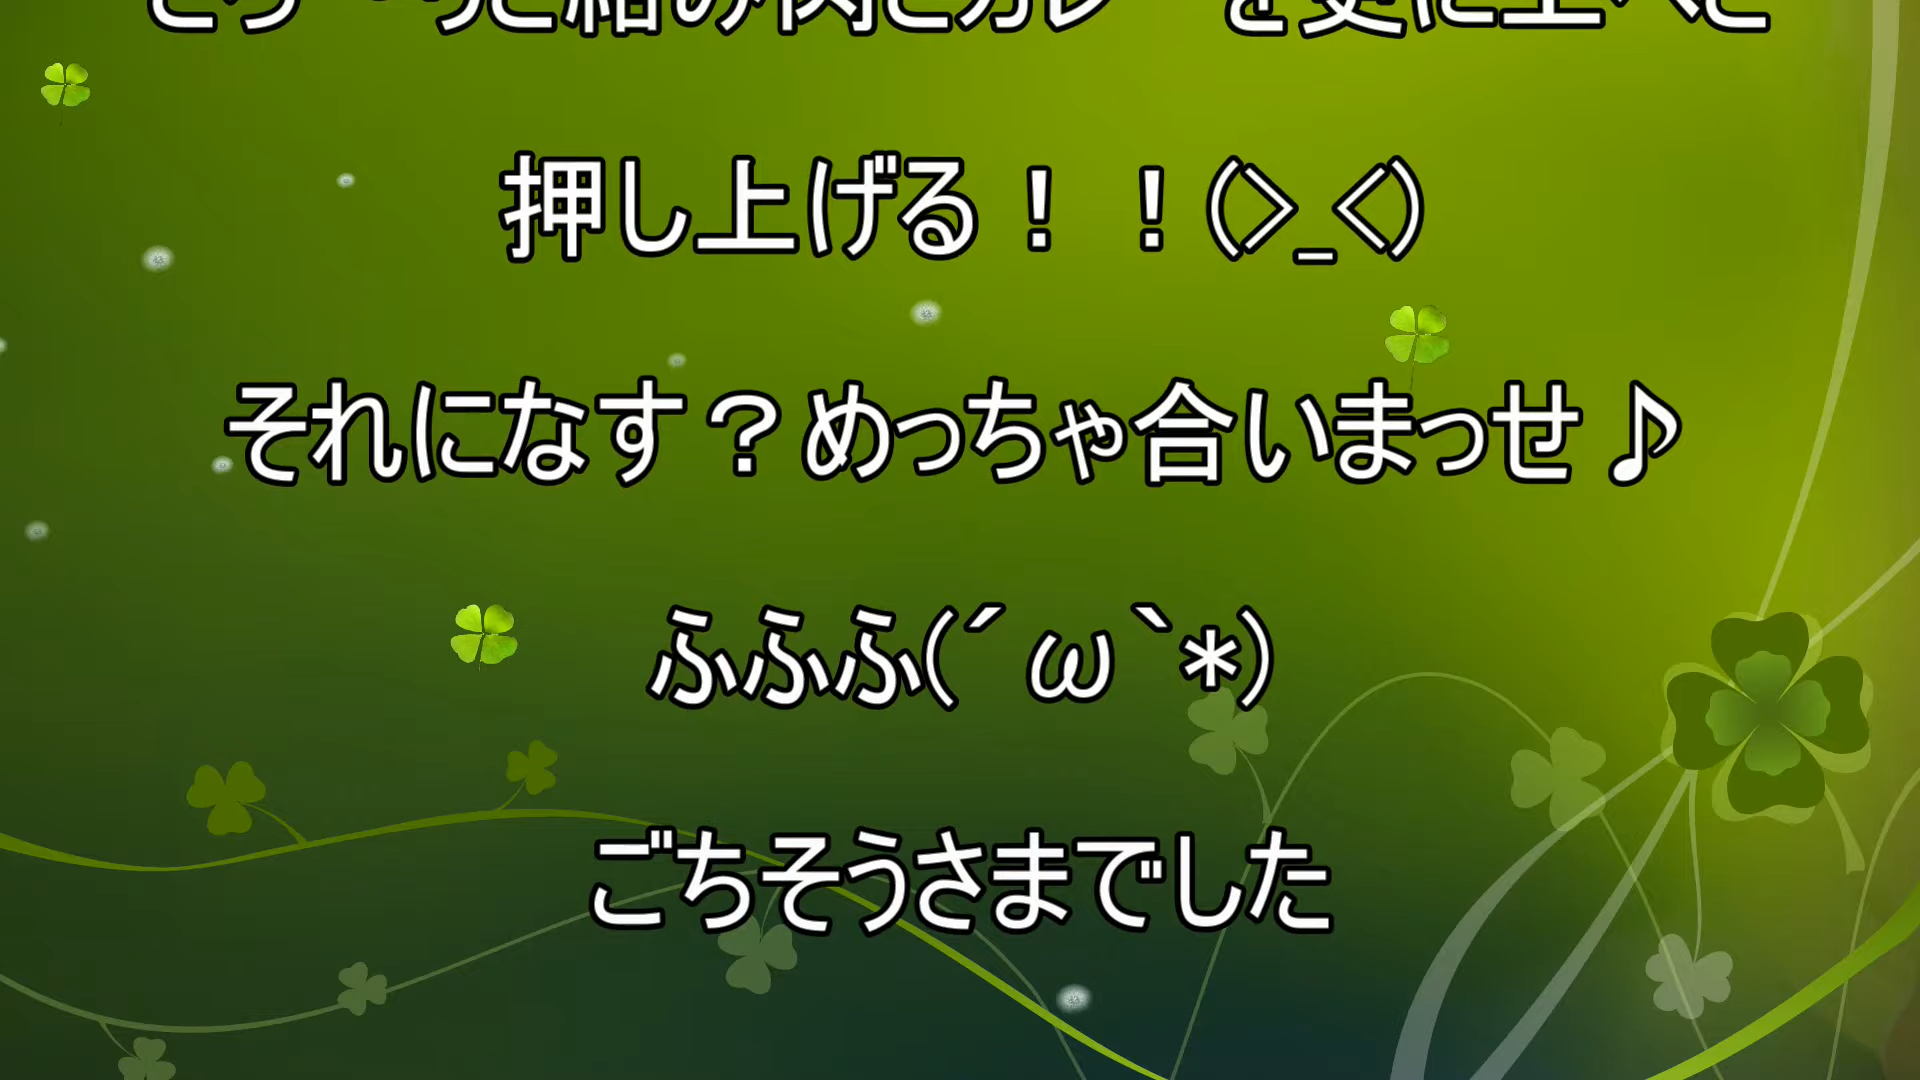 押し上げる！！(>_<)
それになす？めっちゃ合いまっせ♪
ふふふ(´ω`*)
ごちそうさまでした